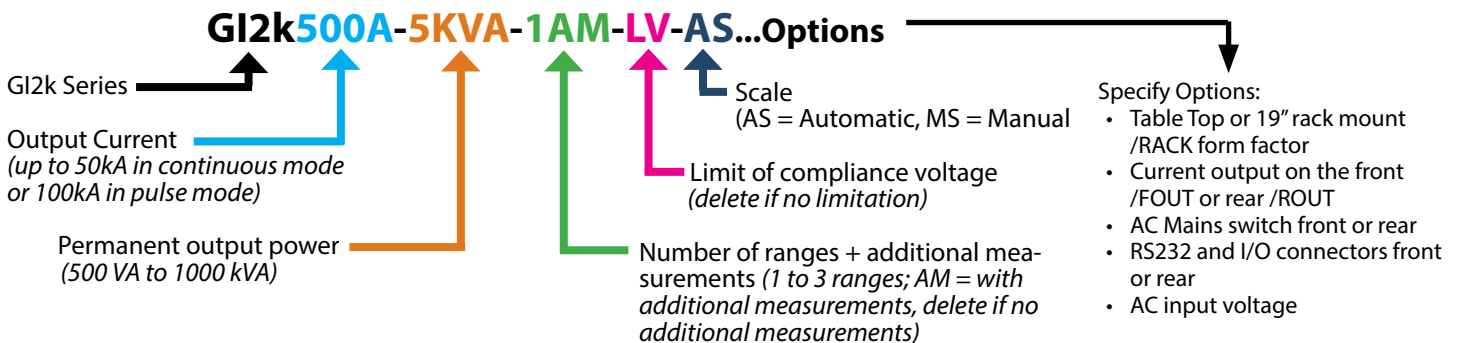 GI2k500A-5KVA-1AM-LV-AS...Options
GI2k Series
Output Current
(up to 50kA in continuous mode
or 100kA in pulse mode)
Permanent output power
(500 VA to 1000 kVA)
Scale
(AS = Automatic, MS = Manual
Limit of compliance voltage
(delete if no limitation)
Number of ranges + additional mea-
surements (1 to 3 ranges; AM = with
additional measurements, delete if no
additional measurements)
Specify Options:
• Table Top or 19” rack mount
/RACK form factor
• Current output on the front
/FOUT or rear /ROUT
• AC Mains switch front or rear
• RS232 and I/O connectors front
or rear
• AC input voltage